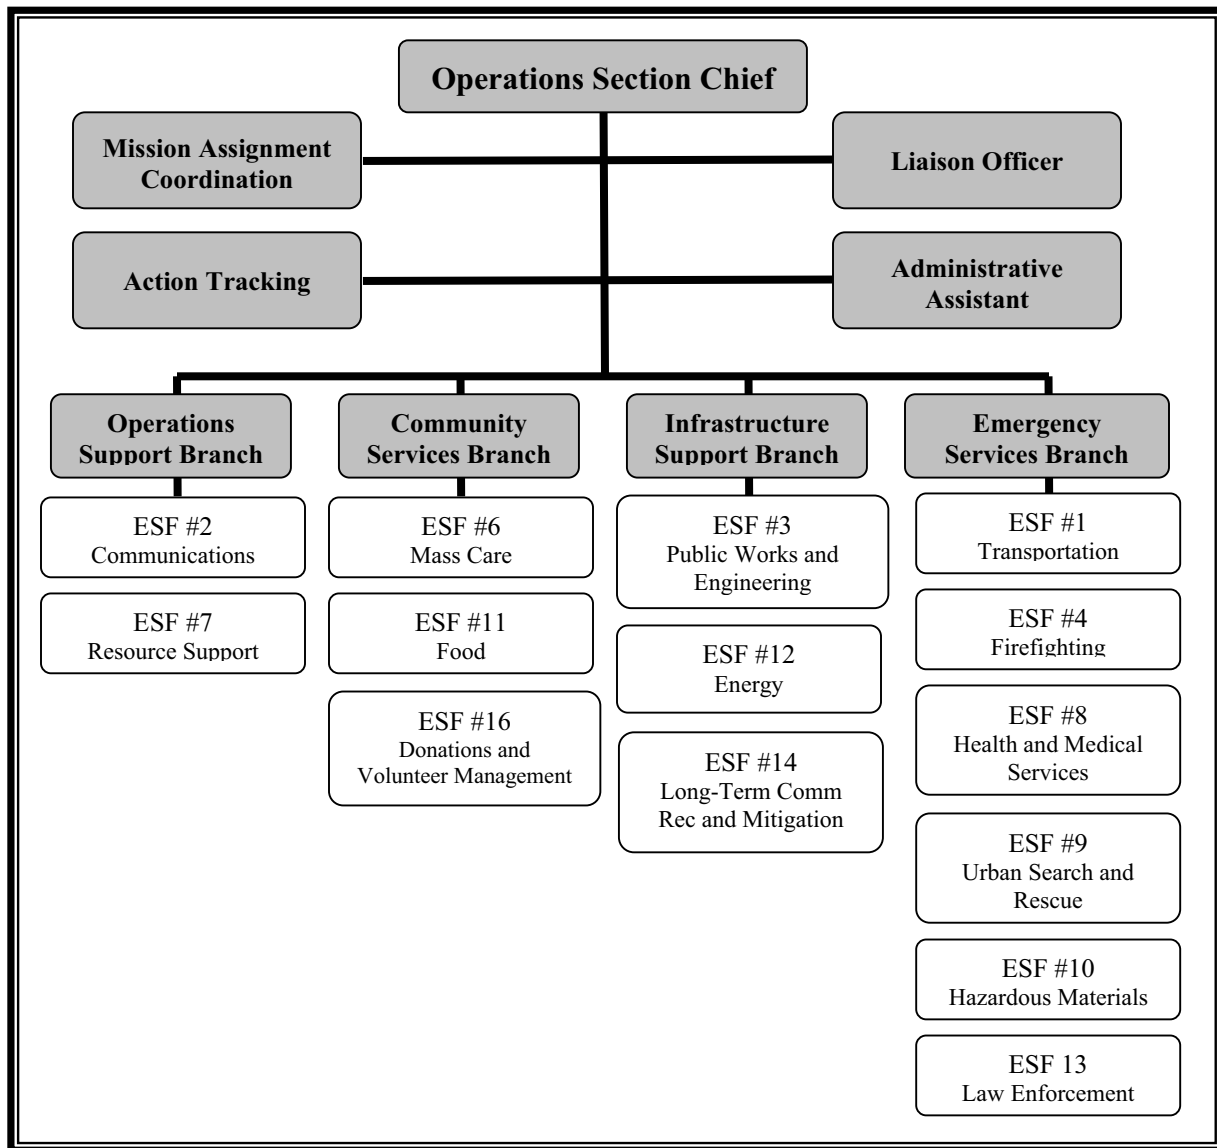 Operations Section Chief
Mission Assignment
Coordination
Liaison Officer
Action Tracking
Administrative
Assistant
Operations
Support Branch
ESF #2
Communications
ESF #7
Resource Support
Community
Services Branch
ESF #6
Mass Care
ESF #11
Food
ESF #16
Donations and
Volunteer Management
Infrastructure
Support Branch
ESF #3
Public Works and
Engineering
ESF #12
Energy
ESF #14
Long-Term Comm
Rec and Mitigation
Emergency
Services Branch
ESF #1
Transportation
ESF #4
Firefighting
ESF #8
Health and Medical
Services
ESF #9
Urban Search and
Rescue
ESF #10
Hazardous Materials
ESF 13
Law Enforcement